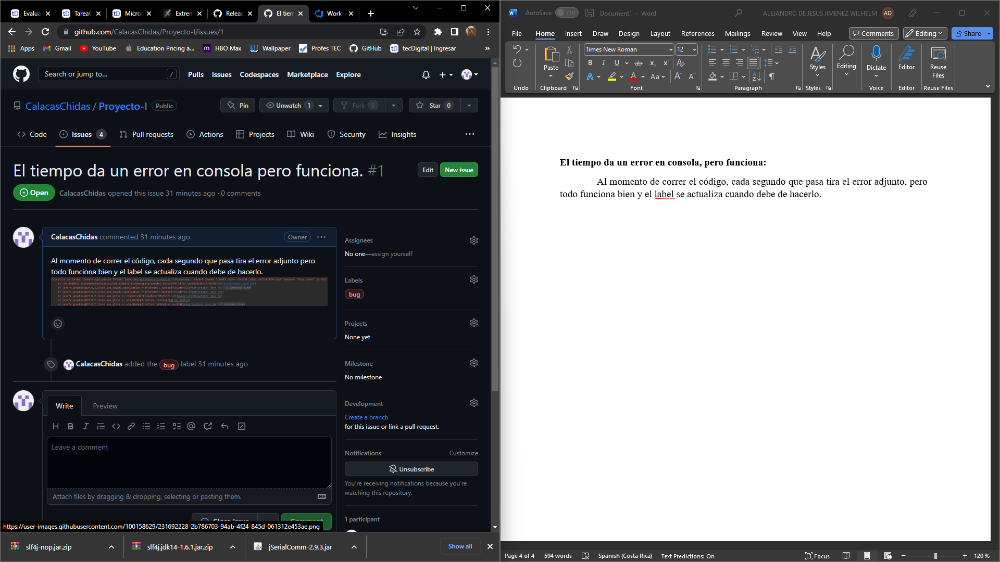 Evalua
TareaC
Micros
Extrem
Releas
El tiem
Work
github.com/CalacasChidas/Proyecto-I/issues/1
Apps
Gmail
YouTube
Education Pricing a...
HBO Max
Wallpaper
Profes TEC
GitHub
tecDigital | Ingresar
»
Search or jump to...
/
Pulls
Issues
Codespaces
Marketplace
Explore
CalacasChidas / Proyecto-I
Public
Pin
Unwatch 1
Fork 0
Star 0
Code
Issues 4
Pull requests
Actions
Projects
Wiki
Security
Insights
El tiempo da un error en consola pero funciona. #1
Edit
New issue
Open
CalacasChidas opened this issue 31 minutes ago · 0 comments
CalacasChidas commented 31 minutes ago
Owner
Al momento de correr el código, cada segundo que pasa tira el error adjunto pero
todo funciona bien y el label se actualiza cuando debe de hacerlo.
CalacasChidas added the bug label 31 minutes ago
Write
Preview
Leave a comment
Attach files by dragging & dropping, selecting or pasting them.
Assignees
No one—assign yourself
Labels
bug
Projects
None yet
Milestone
No milestone
Development
Create a branch
for this issue or link a pull request.
Notifications
Customize
Unsubscribe
You're receiving notifications because you're
watching this repository.
1 participant
https://user-images.githubusercontent.com/100158629/231692228-2b786703-94ab-4f24-845d-061312e453ae.png
slf4j-nop.jar.zip
slf4j.jdk14-1.6.1.jar.zip
jSerialComm-2.9.3.jar
Show all
AutoSave Off
Document1 - Word
ALEJANDRO DE JESUS JIMENEZ WILHELM
AD
File
Home
Insert
Draw
Design
Layout
References
Mailings
Review
View
Help
Comments
Editing
Share
Paste
Times New Roman
12
Styles
Editing
Dictate
Editor
Reuse
Files
Undo
Clipboard
Font
Paragraph
Styles
Voice
Editor
Reuse Files
El tiempo da un error en consola, pero funciona:
Al momento de correr el código, cada segundo que pasa tira el error adjunto, pero
todo funciona bien y el label se actualiza cuando debe de hacerlo.
Page 4 of 4
594 words
Spanish (Costa Rica)
Text Predictions: On
Focus
120 %